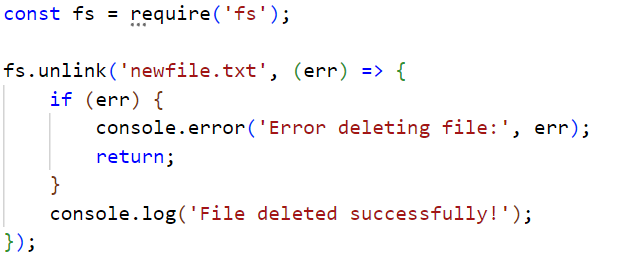 const fs = require('fs');

fs.unlink('newfile.txt', (err) => {
    if (err) {
        console.error('Error deleting file:', err);
        return;
    }
    console.log('File deleted successfully!');
});